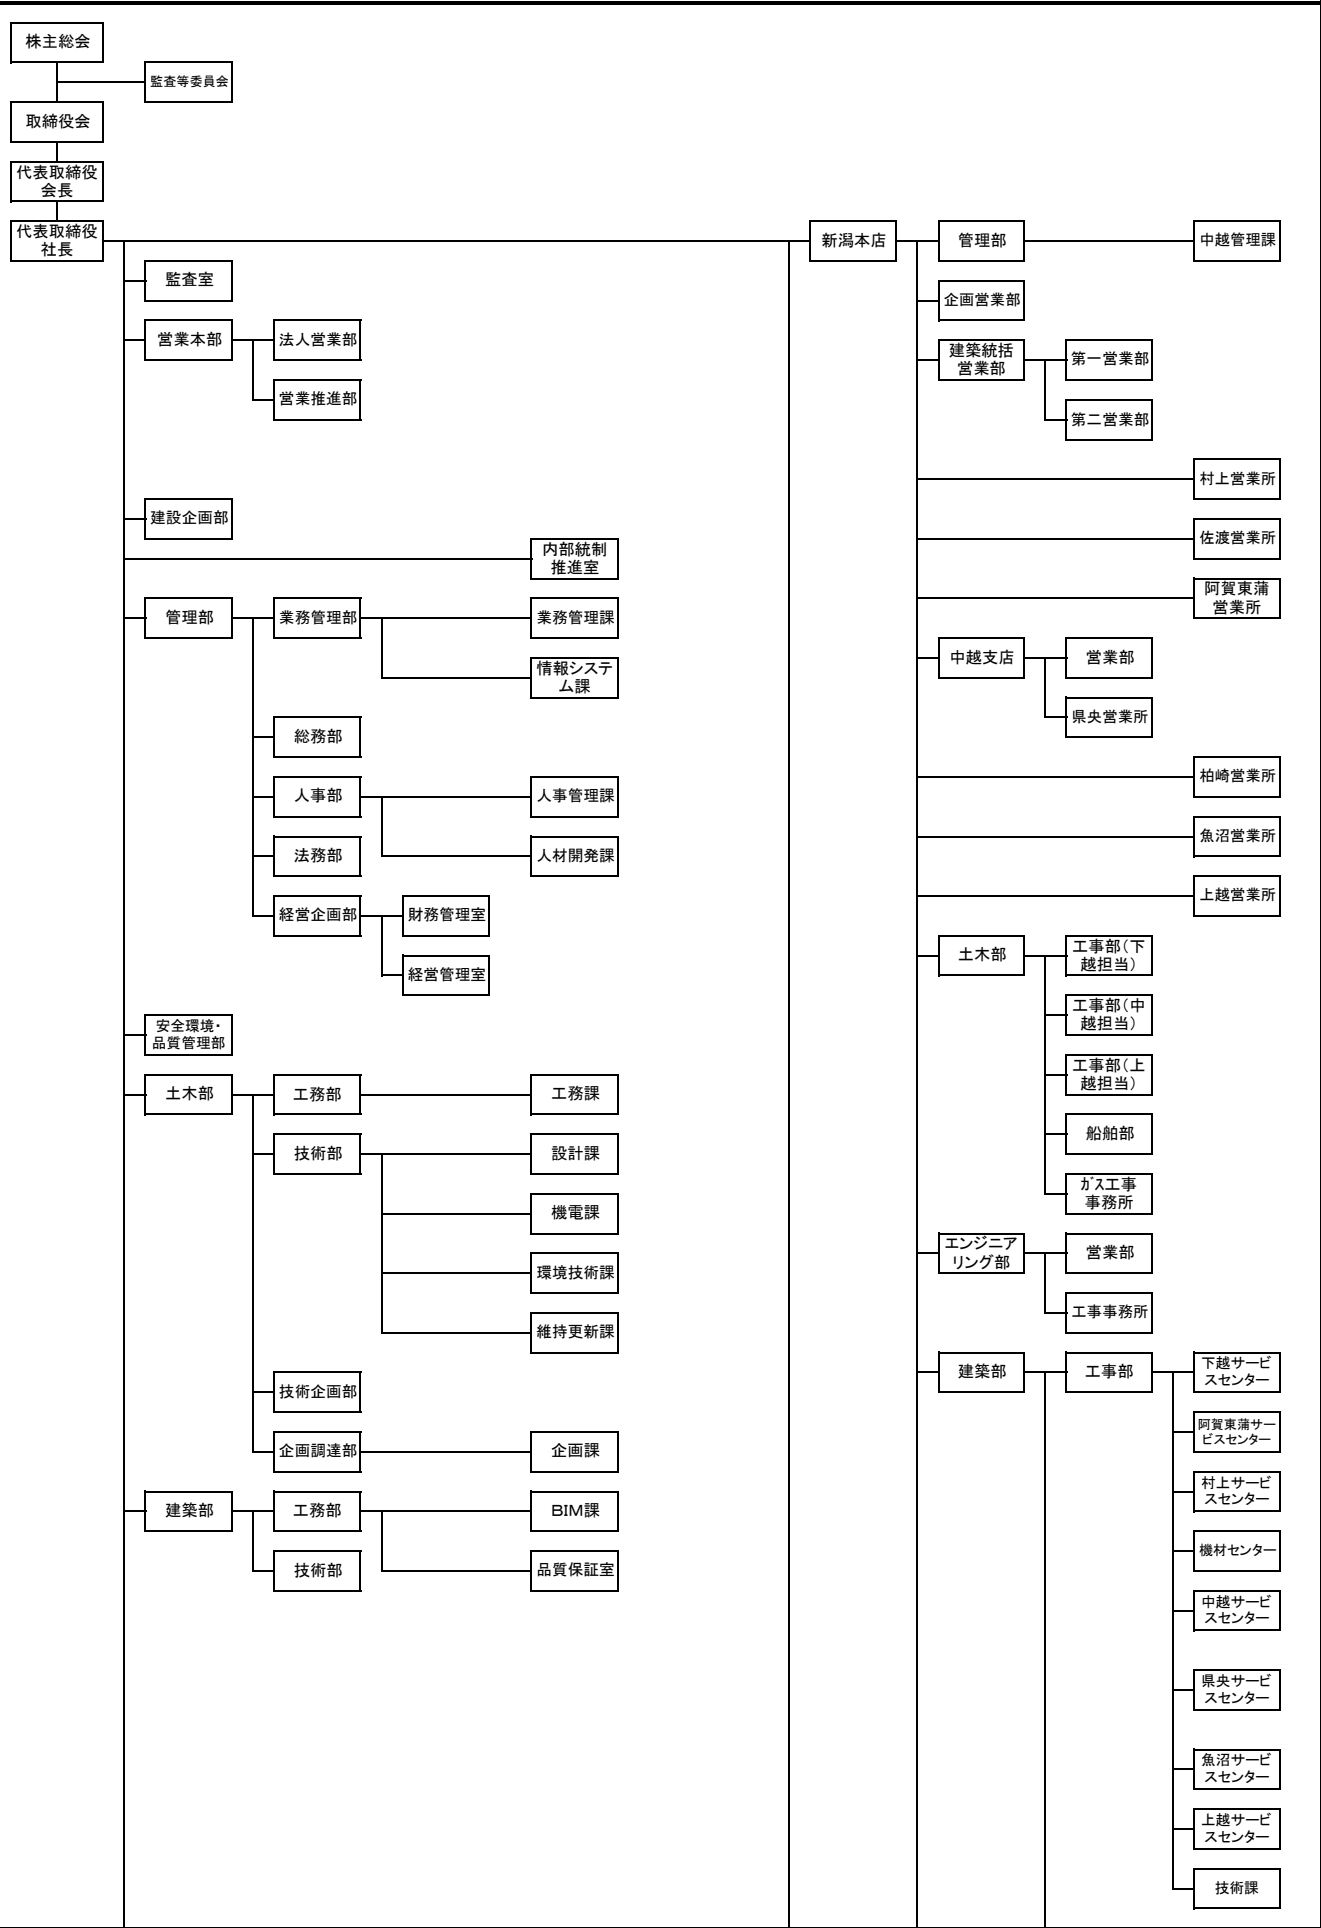 株主総会
監査等委員会
取締役会
代表取締役
会長
代表取締役
社長
監査室
営業本部
法人営業部
営業推進部
建設企画部
内部統制
推進室
管理部
業務管理部
業務管理課
情報システ
ム課
総務部
人事部
人事管理課
法務部
人材開発課
経営企画部
財務管理室
経営管理室
安全環境・
品質管理部
土木部
工務部
工務課
技術部
設計課
機電課
環境技術課
維持更新課
技術企画部
企画調達部
企画課
建築部
工務部
BIM課
技術部
品質保証室
新潟本店
管理部
中越管理課
企画営業部
建築統括
営業部
第一営業部
第二営業部
村上営業所
佐渡営業所
阿賀東蒲
営業所
中越支店
営業部
県央営業所
柏崎営業所
魚沼営業所
上越営業所
土木部
工事部(下
越担当)
工事部(中
越担当)
工事部(上
越担当)
船舶部
ガス工事
事務所
エンジニア
リング部
営業部
工事事務所
建築部
工事部
下越サービ
スセンター
阿賀東蒲サー
ビスセンター
村上サービ
スセンター
機材センター
中越サービ
スセンター
県央サービ
スセンター
魚沼サービ
スセンター
上越サービ
スセンター
技術課